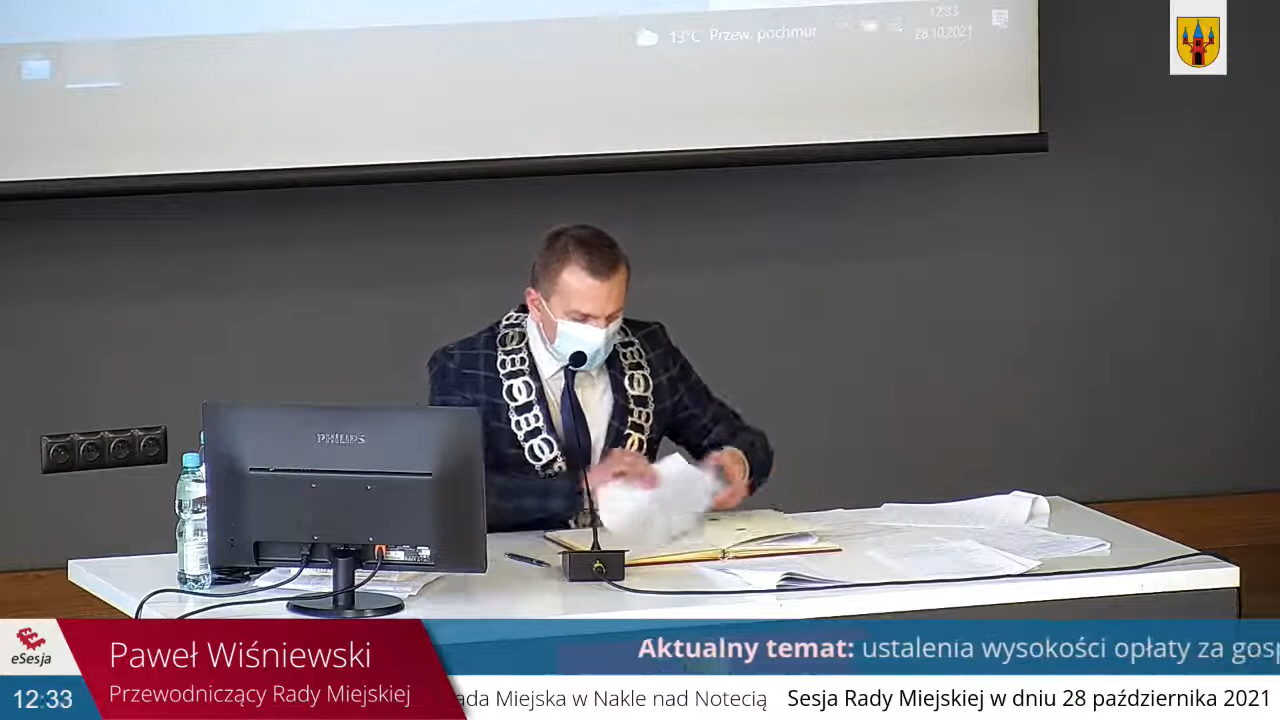 12:33
13°C Przew. pochmur
28.10.2021
PHILIPS
Paweł Wiśniewski
Przewodniczący Rady Miejskiej
eSesja
12:33
Aktualny temat: ustalenia wysokości opłaty za gosp
ada Miejska w Nakle nad Notecią Sesja Rady Miejskiej w dniu 28 października 2021